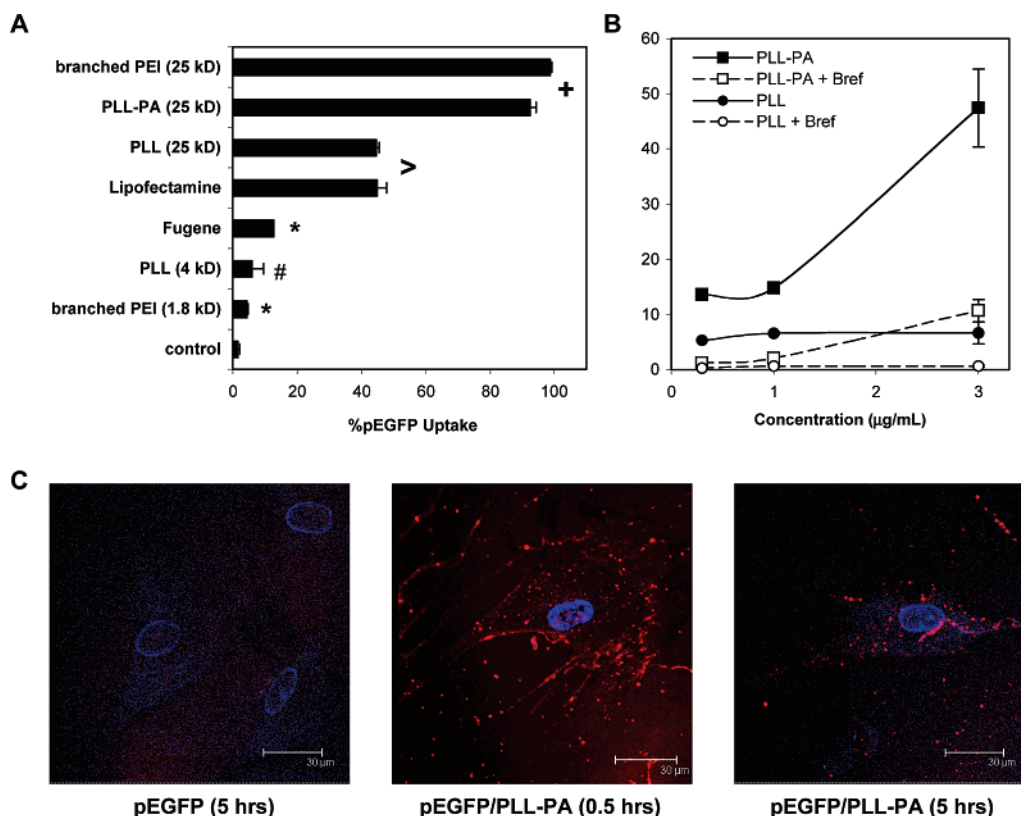 A
branched PEI (25 kD)
PLL-PA (25 kD)
PLL (25 kD)
Lipofectamine
Fugene
PLL (4 kD)
branched PEI (1.8 kD)
control
+
>
*
#
*
0 20 40 60 80 100
%pEGFP Uptake
B
60
50
40
30
20
10
0
PLL-PA
PLL-PA + Bref
PLL
PLL + Bref
0 1 2 3
Concentration (µg/mL)
C
30 µm
30 µm
30 µm
pEGFP (5 hrs)
pEGFP/PLL-PA (0.5 hrs)
pEGFP/PLL-PA (5 hrs)